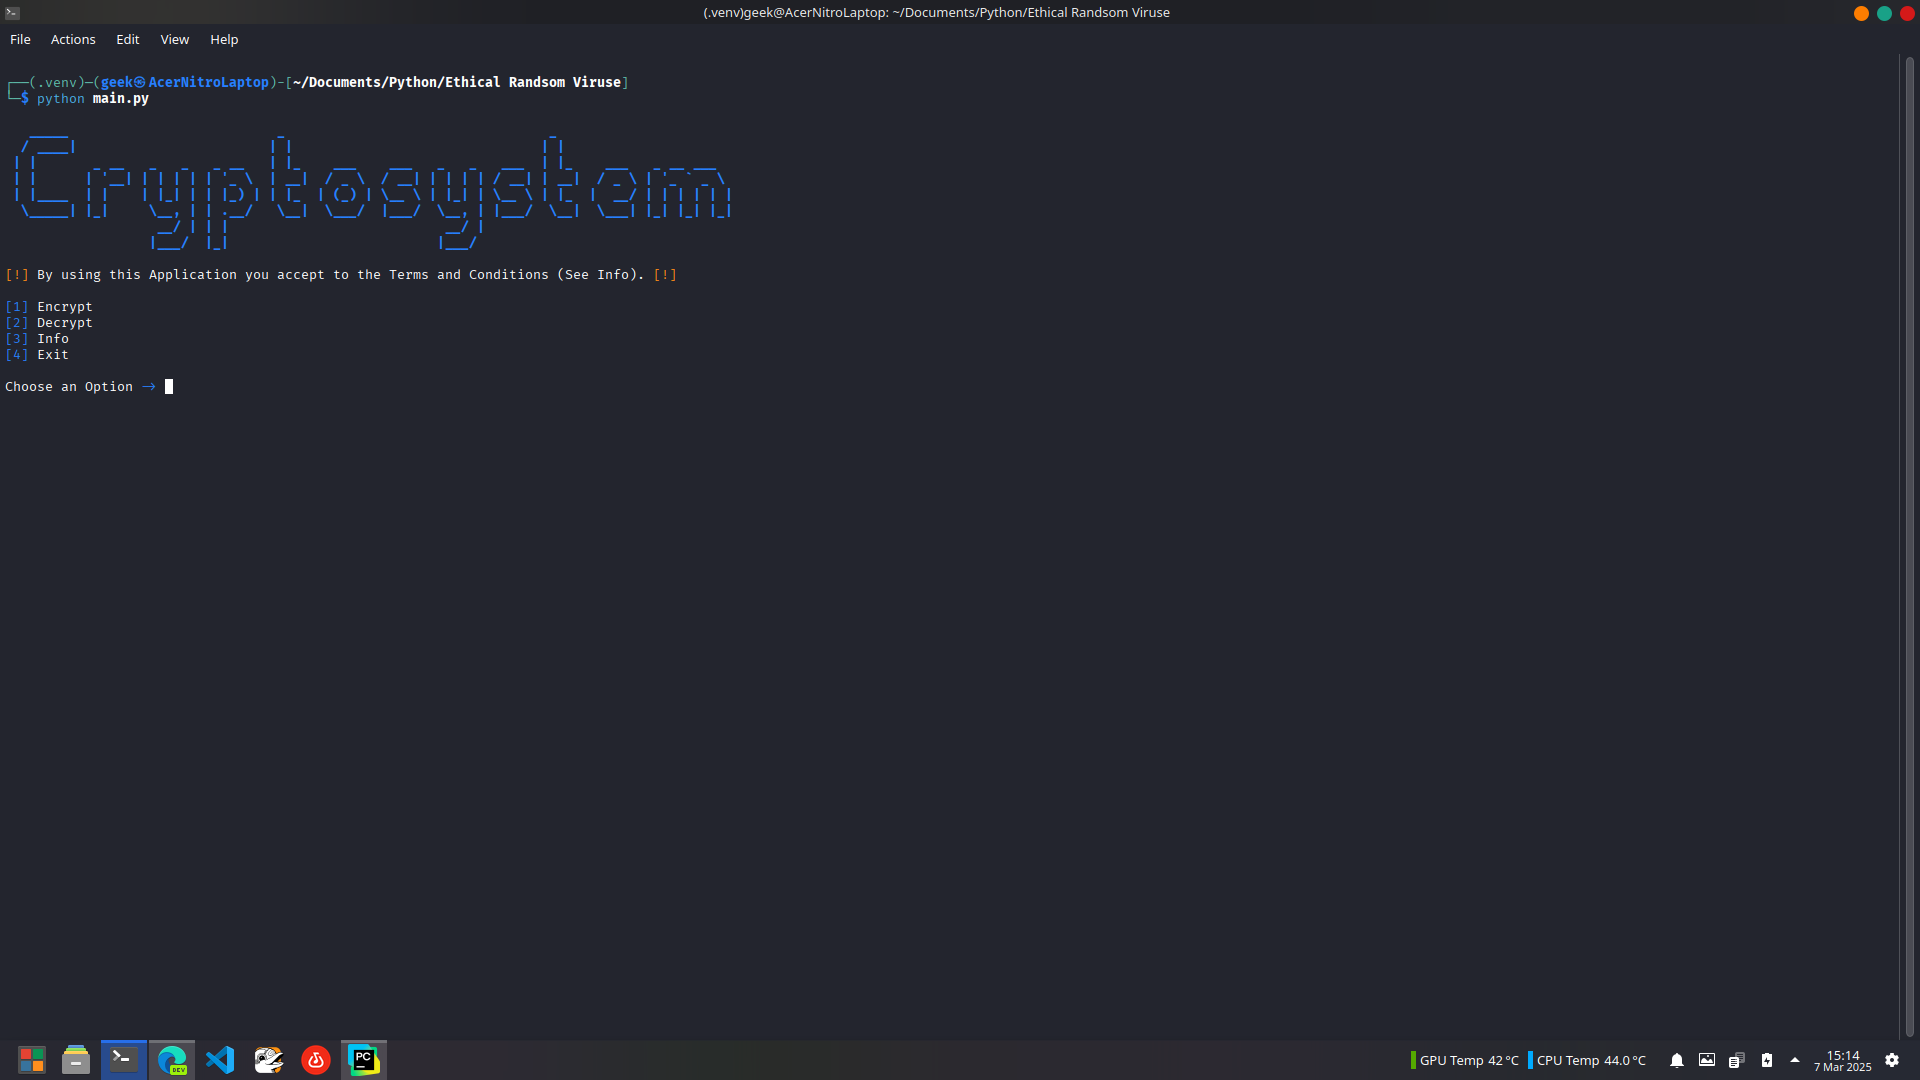 (.venv)geek@AcerNitroLaptop: ~/Documents/Python/Ethical Randsom Viruse
File Actions Edit View Help
┌──(.venv)─(geek㉿AcerNitroLaptop)-[~/Documents/Python/Ethical Randsom Viruse]
└─$ python main.py
Cryptosystem
[!] By using this Application you accept to the Terms and Conditions (See Info). [!]
[1] Encrypt
[2] Decrypt
[3] Info
[4] Exit
Choose an Option →
DEV
PC
GPU Temp 42 °C CPU Temp 44.0 °C
15:14
7 Mar 2025